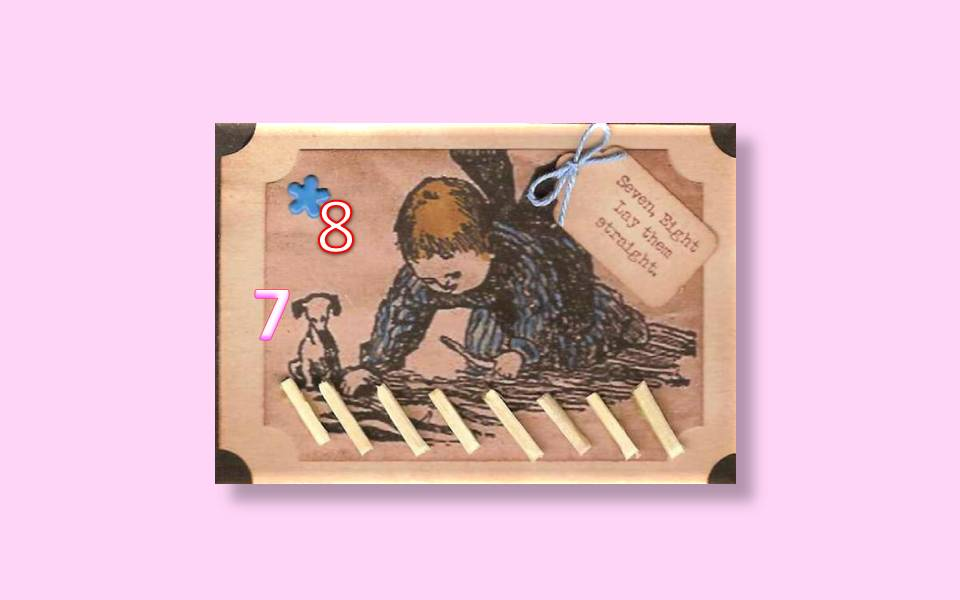 8
7
Seven, Eight
Lay them
straight.